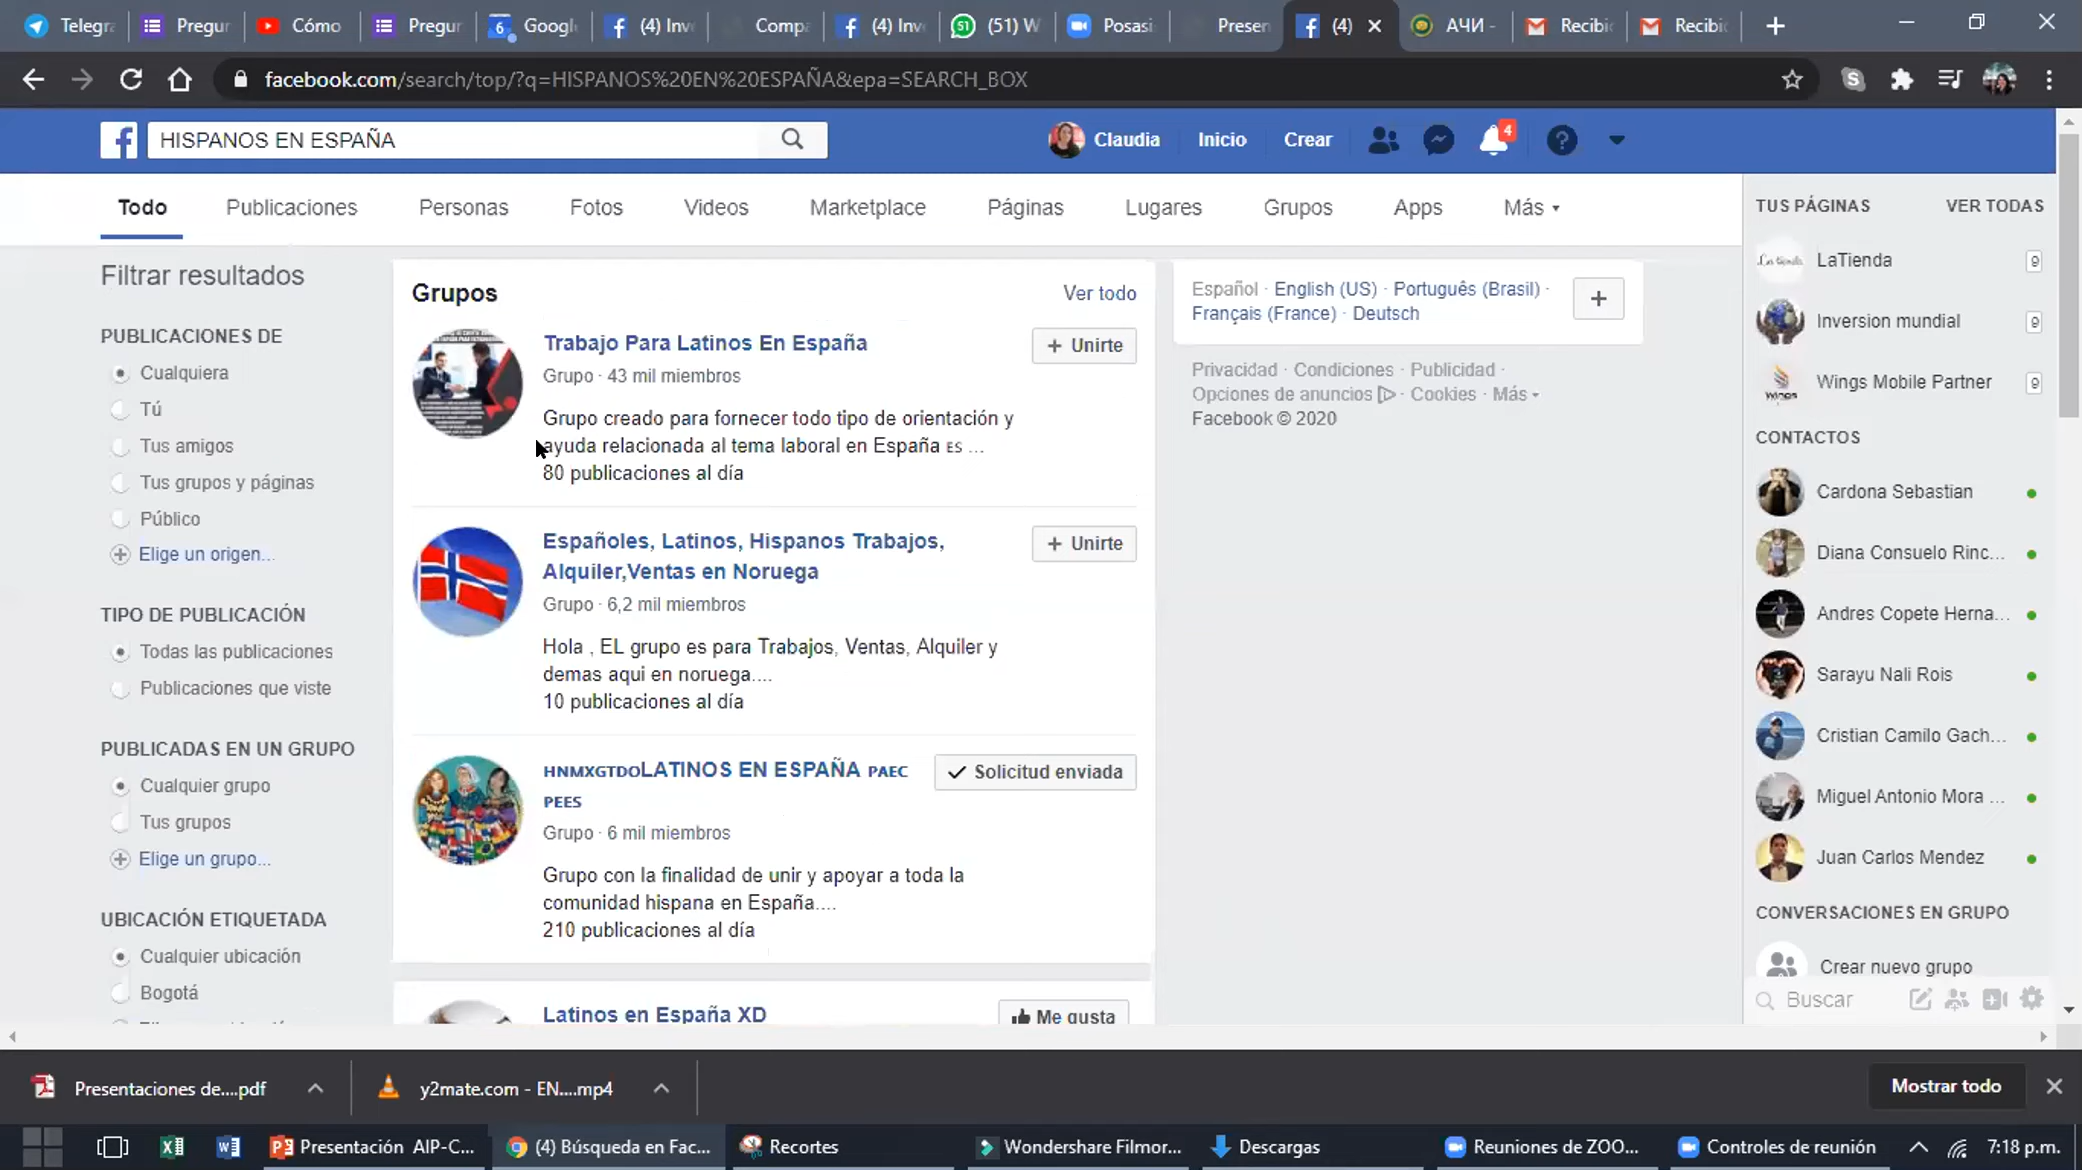 Telegra
Pregur
Cómo
Pregur
Google
(4) Inve
Compa
(4) Inve
(51) W
Posasi
Presen
(4)
АЧИ -
Recibid
Recibid
facebook.com/search/top/?q=HISPANOS%20EN%20ESPAÑA&epa=SEARCH_BOX
HISPANOS EN ESPAÑA
Claudia Inicio Crear 4
Todo Publicaciones Personas Fotos Videos Marketplace Páginas Lugares Grupos Apps Más
Filtrar resultados
PUBLICACIONES DE
Cualquiera
Tú
Tus amigos
Tus grupos y páginas
Público
Elige un origen...
TIPO DE PUBLICACIÓN
Todas las publicaciones
Publicaciones que viste
PUBLICADAS EN UN GRUPO
Cualquier grupo
Tus grupos
Elige un grupo...
UBICACIÓN ETIQUETADA
Cualquier ubicación
Bogotá
Grupos Ver todo
Trabajo Para Latinos En España
Unirte
Grupo · 43 mil miembros
Grupo creado para fornecer todo tipo de orientación y
ayuda relacionada al tema laboral en España ES ...
80 publicaciones al día
Españoles, Latinos, Hispanos Trabajos,
Alquiler,Ventas en Noruega
Unirte
Grupo · 6,2 mil miembros
Hola , EL grupo es para Trabajos, Ventas, Alquiler y
demas aqui en noruega....
10 publicaciones al día
HNMXGTDOLATINOS EN ESPAÑA PAEC
PEES
Solicitud enviada
Grupo · 6 mil miembros
Grupo con la finalidad de unir y apoyar a toda la
comunidad hispana en España....
210 publicaciones al día
Latinos en España XD
Me gusta
Español · English (US) · Português (Brasil) ·
Français (France) · Deutsch
Privacidad · Condiciones · Publicidad ·
Opciones de anuncios · Cookies · Más
Facebook © 2020
TUS PÁGINAS VER TODAS
LaTienda 9
Inversion mundial 9
Wings Mobile Partner 9
CONTACTOS
Cardona Sebastian
Diana Consuelo Rinc...
Andres Copete Herna...
Sarayu Nali Rois
Cristian Camilo Gach...
Miguel Antonio Mora ...
Juan Carlos Mendez
CONVERSACIONES EN GRUPO
Crear nuevo grupo
Buscar
Presentaciones de....pdf
y2mate.com - EN....mp4
Mostrar todo
Presentación AIP-C...
(4) Búsqueda en Fac...
Recortes
Wondershare Filmor...
Descargas
Reuniones de ZOO...
Controles de reunión
7:18 p.m.